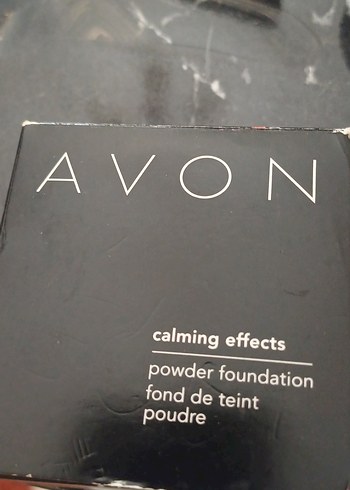 AVON
calming effects
powder foundation
fond de teint
poudre